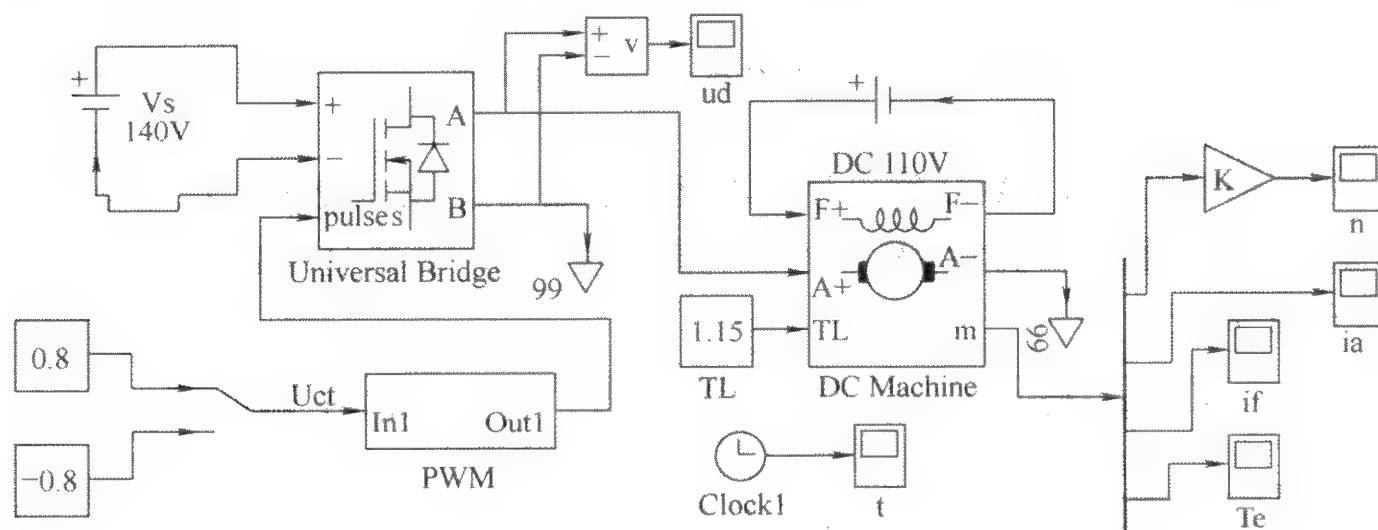 +
Vs
140V
+
−
A
B
pulses
Universal Bridge
99
+
−
v
ud
+
DC 110V
F+
F−
A+
A−
TL
m
DC Machine
1.15
TL
99
K
n
ia
if
Te
0.8
−0.8
Uct
In1
Out1
PWM
Clock1
t